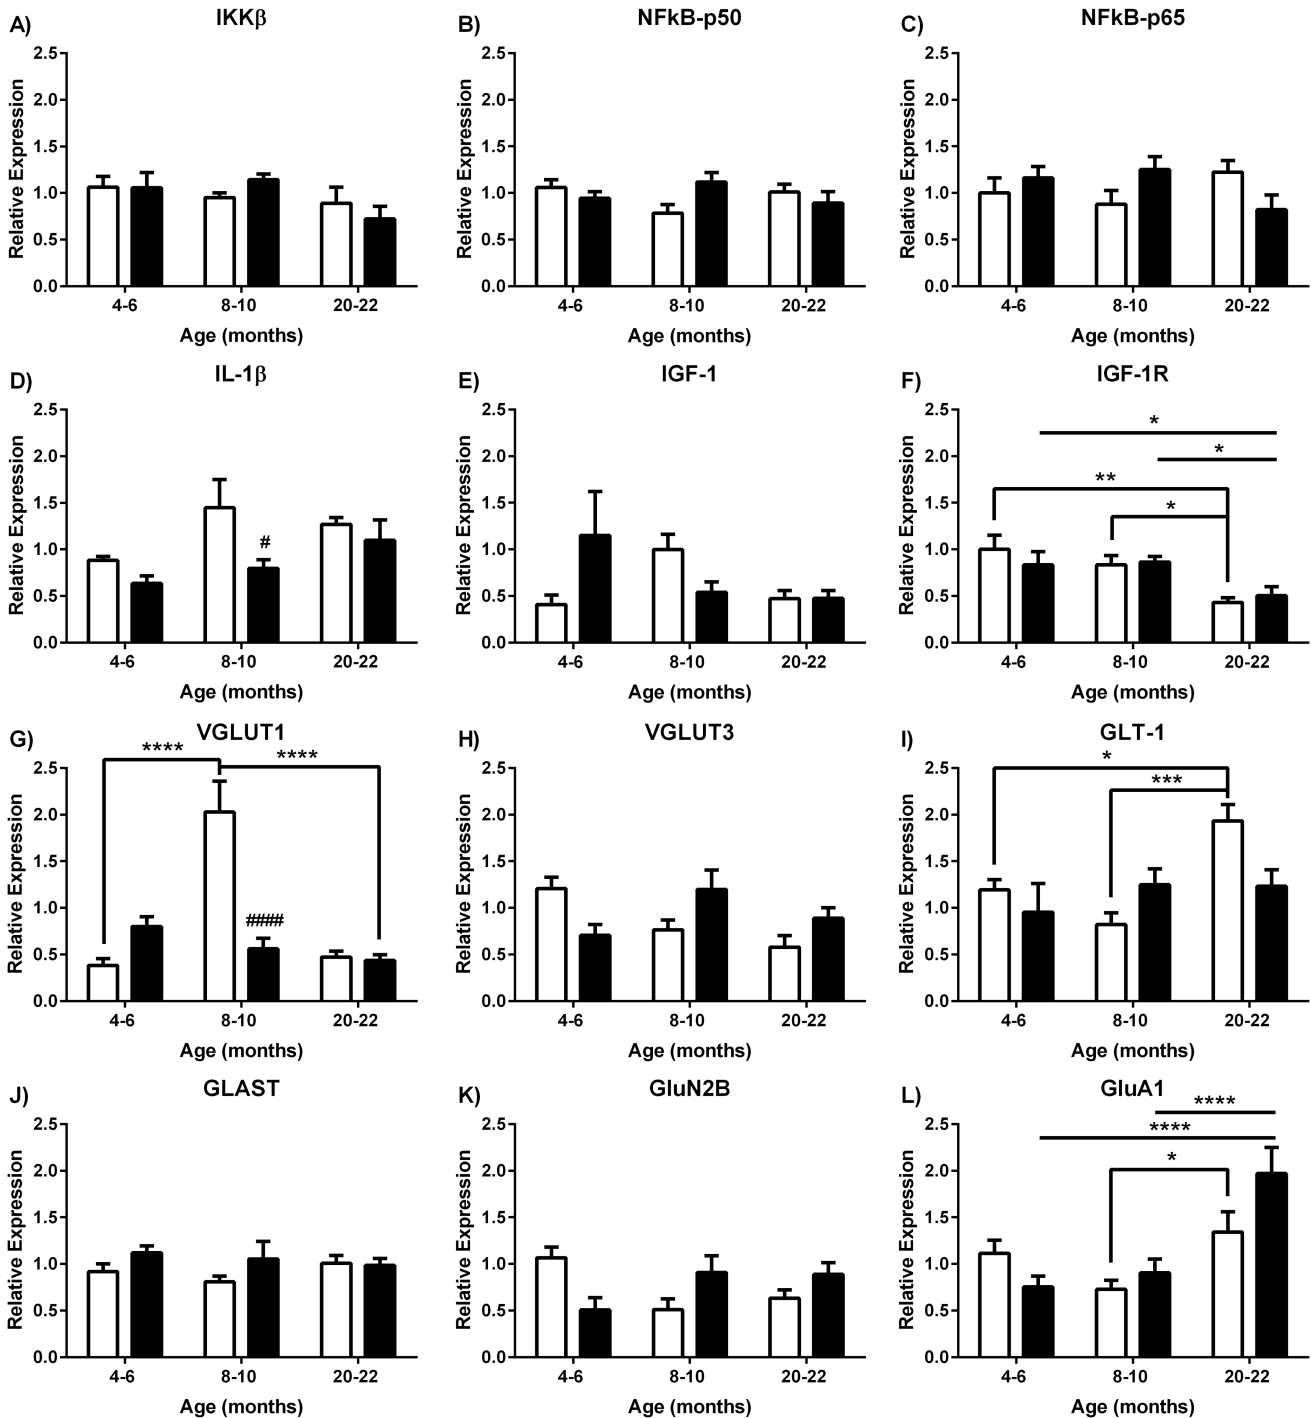 A) IKKβ
B) NFkB-p50
C) NFkB-p65
2.5 2.5 2.5
2.0 2.0 2.0
1.5 1.5 1.5
1.0 1.0 1.0
0.5 0.5 0.5
0.0 0.0 0.0
Relative Expression Relative Expression Relative Expression
4-6 8-10 20-22 4-6 8-10 20-22 4-6 8-10 20-22
Age (months) Age (months) Age (months)
D) IL-1β
E) IGF-1
F) IGF-1R
2.5 2.5 2.5
*
2.0 2.0 2.0
*
**
1.5 1.5 1.5
*
#
1.0 1.0 1.0
0.5 0.5 0.5
0.0 0.0 0.0
Relative Expression Relative Expression Relative Expression
4-6 8-10 20-22 4-6 8-10 20-22 4-6 8-10 20-22
Age (months) Age (months) Age (months)
G) VGLUT1
H) VGLUT3
I) GLT-1
**** **** *
2.5 2.5 2.5
***
2.0 2.0 2.0
1.5 1.5 1.5
1.0 1.0 1.0
####
0.5 0.5 0.5
0.0 0.0 0.0
Relative Expression Relative Expression Relative Expression
4-6 8-10 20-22 4-6 8-10 20-22 4-6 8-10 20-22
Age (months) Age (months) Age (months)
J) GLAST
K) GluN2B
L) GluA1
****
2.5 2.5 2.5
****
*
2.0 2.0 2.0
1.5 1.5 1.5
1.0 1.0 1.0
0.5 0.5 0.5
0.0 0.0 0.0
Relative Expression Relative Expression Relative Expression
4-6 8-10 20-22 4-6 8-10 20-22 4-6 8-10 20-22
Age (months) Age (months) Age (months)